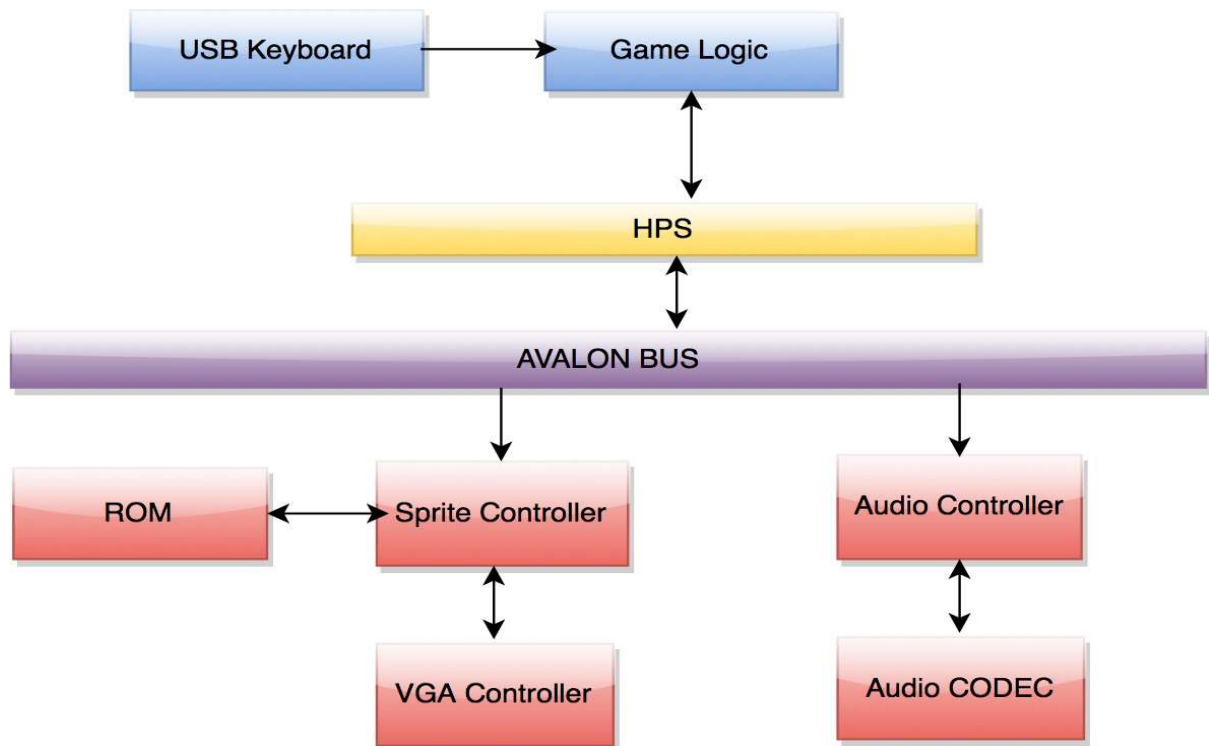 USB Keyboard
Game Logic
HPS
AVALON BUS
ROM
Sprite Controller
Audio Controller
VGA Controller
Audio CODEC